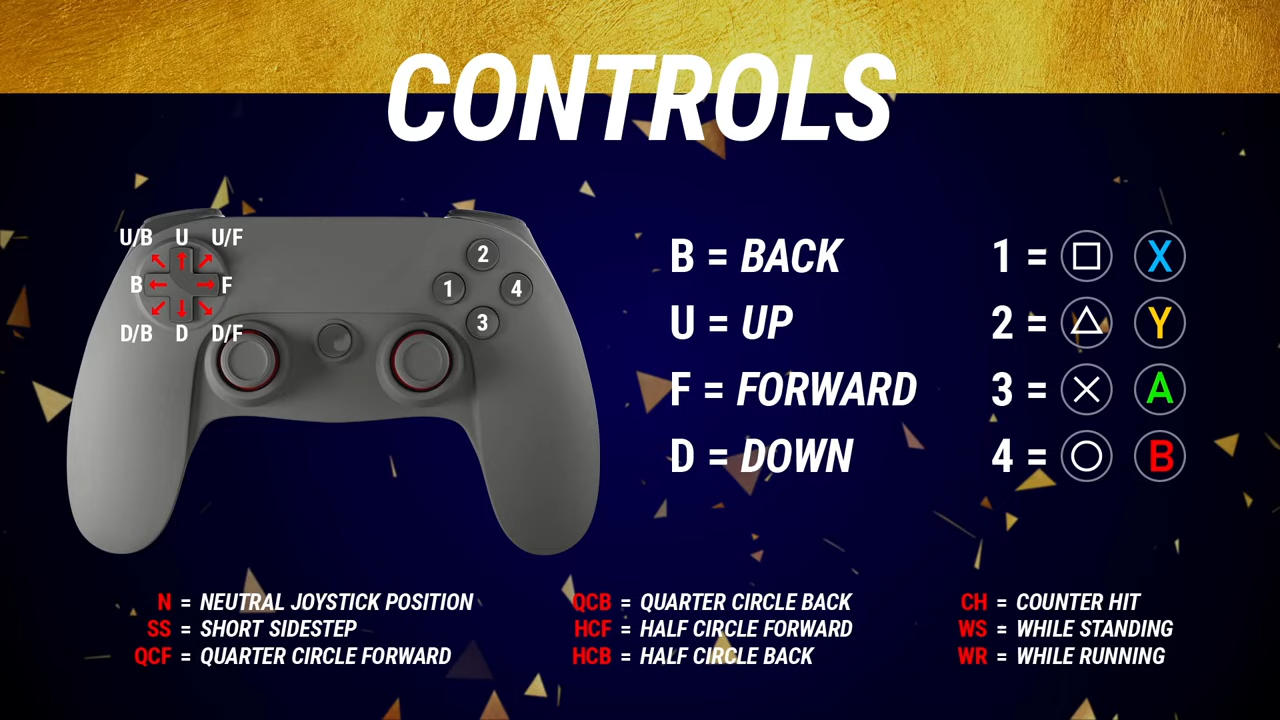 CONTROLS
U/B U U/F
B F
D/B D D/F
2
1 4
3
B = BACK
U = UP
F = FORWARD
D = DOWN
1 = □ X
2 = △ Y
3 = ✕ A
4 = ○ B
N = NEUTRAL JOYSTICK POSITION
SS = SHORT SIDESTEP
QCF = QUARTER CIRCLE FORWARD
QCB = QUARTER CIRCLE BACK
HCF = HALF CIRCLE FORWARD
HCB = HALF CIRCLE BACK
CH = COUNTER HIT
WS = WHILE STANDING
WR = WHILE RUNNING